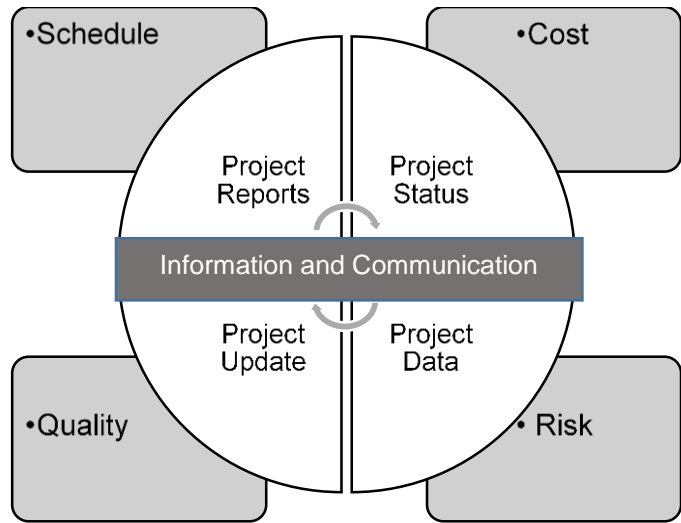 •Schedule
•Cost
Project
Reports
Project
Status
Information and Communication
Project
Update
Project
Data
•Quality
• Risk